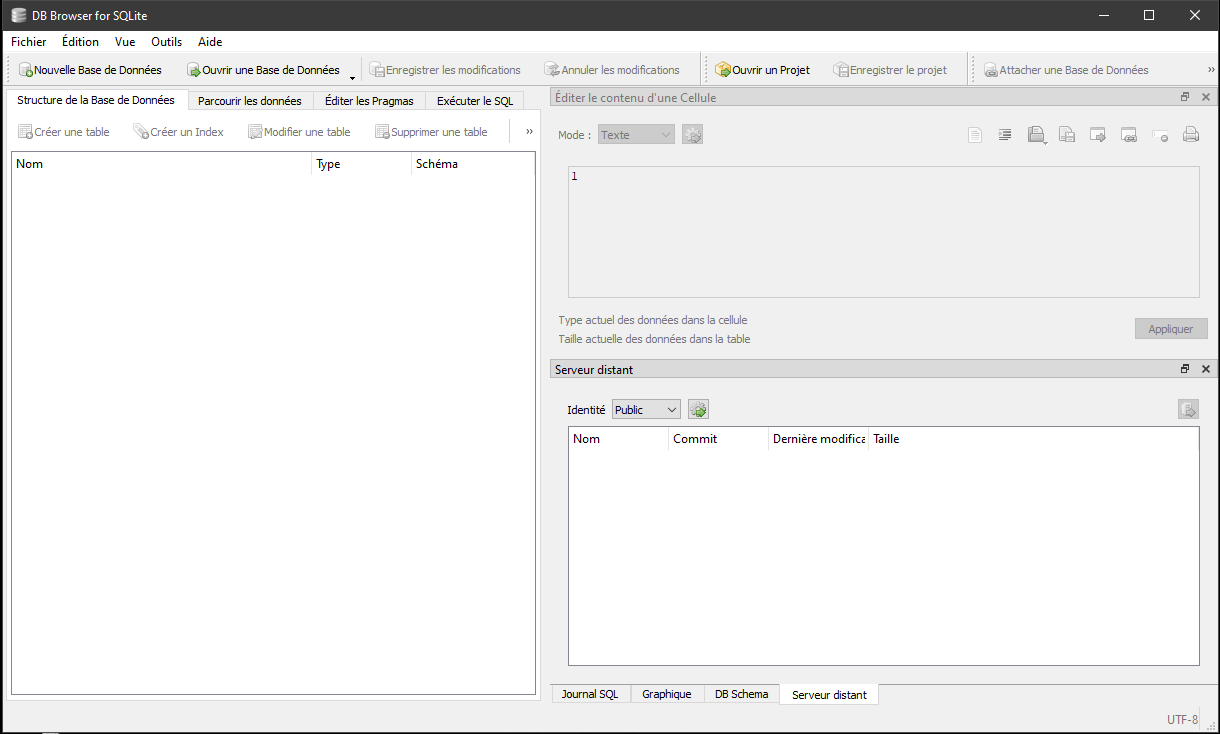 DB Browser for SQLite
Fichier Édition Vue Outils Aide
Nouvelle Base de Données Ouvrir une Base de Données Enregistrer les modifications Annuler les modifications Ouvrir un Projet Enregistrer le projet Attacher une Base de Données »
Structure de la Base de Données Parcourir les données Éditer les Pragmas Exécuter le SQL
Créer une table Créer un Index Modifier une table Supprimer une table »
Nom Type Schéma
Éditer le contenu d'une Cellule
Mode : Texte
1
Type actuel des données dans la cellule
Taille actuelle des données dans la table
Appliquer
Serveur distant
Identité Public
Nom Commit Dernière modifica Taille
Journal SQL Graphique DB Schema Serveur distant
UTF-8